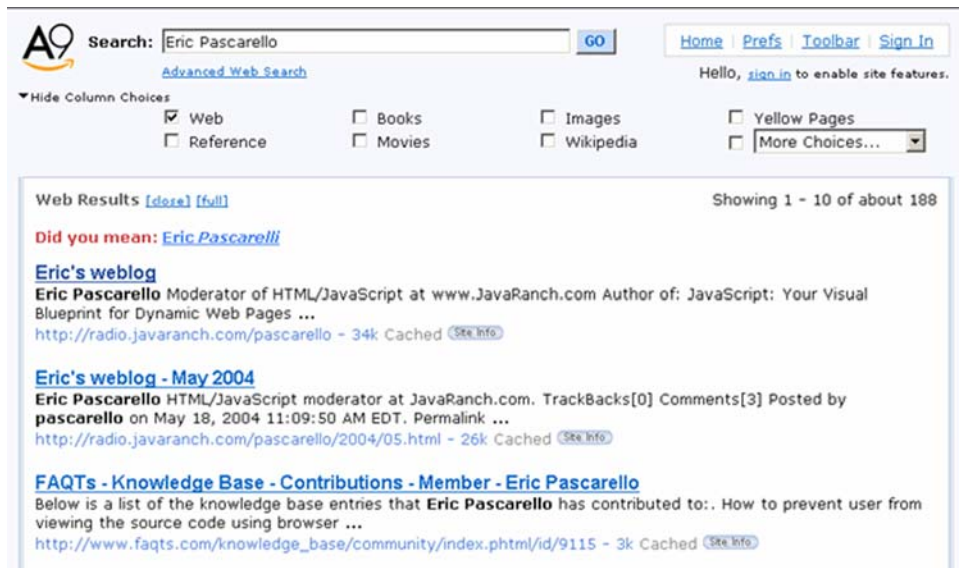 A9 Search: Eric Pascarello GO Home | Prefs | Toolbar | Sign In
Advanced Web Search Hello, sign in to enable site features.
Hide Column Choices
Web Books Images Yellow Pages
Reference Movies Wikipedia More Choices...
Web Results [close] [full] Showing 1 - 10 of about 188
Did you mean: Eric Pascarelli
Eric's weblog
Eric Pascarello Moderator of HTML/JavaScript at www.JavaRanch.com Author of: JavaScript: Your Visual
Blueprint for Dynamic Web Pages ...
http://radio.javaranch.com/pascarello - 34k Cached Site Info
Eric's weblog - May 2004
Eric Pascarello HTML/JavaScript moderator at JavaRanch.com. TrackBacks[0] Comments[3] Posted by
pascarello on May 18, 2004 11:09:50 AM EDT. Permalink ...
http://radio.javaranch.com/pascarello/2004/05.html - 26k Cached Site Info
FAQTs - Knowledge Base - Contributions - Member - Eric Pascarello
Below is a list of the knowledge base entries that Eric Pascarello has contributed to:. How to prevent user from
viewing the source code using browser ...
http://www.faqts.com/knowledge_base/community/index.phtml/id/9115 - 3k Cached Site Info